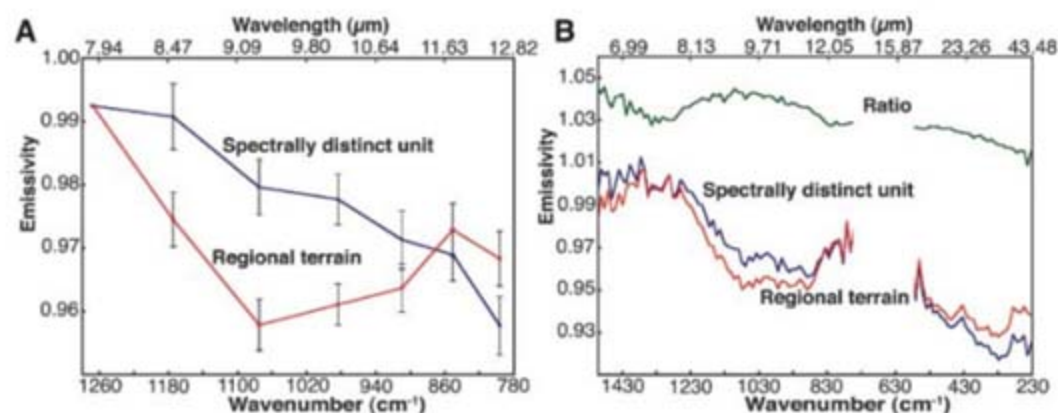 A
Wavelength (µm)
7.94 8.47 9.09 9.80 10.64 11.63 12.82
1.00
0.99
0.98
0.97
0.96
Emissivity
Spectrally distinct unit
Regional terrain
1260 1180 1100 1020 940 860 780
Wavenumber (cm⁻¹)
B
Wavelength (µm)
6.99 8.13 9.71 12.05 15.87 23.26 43.48
1.05
1.03
1.01
0.99
0.97
0.95
0.93
Emissivity
Ratio
Spectrally distinct unit
Regional terrain
1430 1230 1030 830 630 430 230
Wavenumber (cm⁻¹)